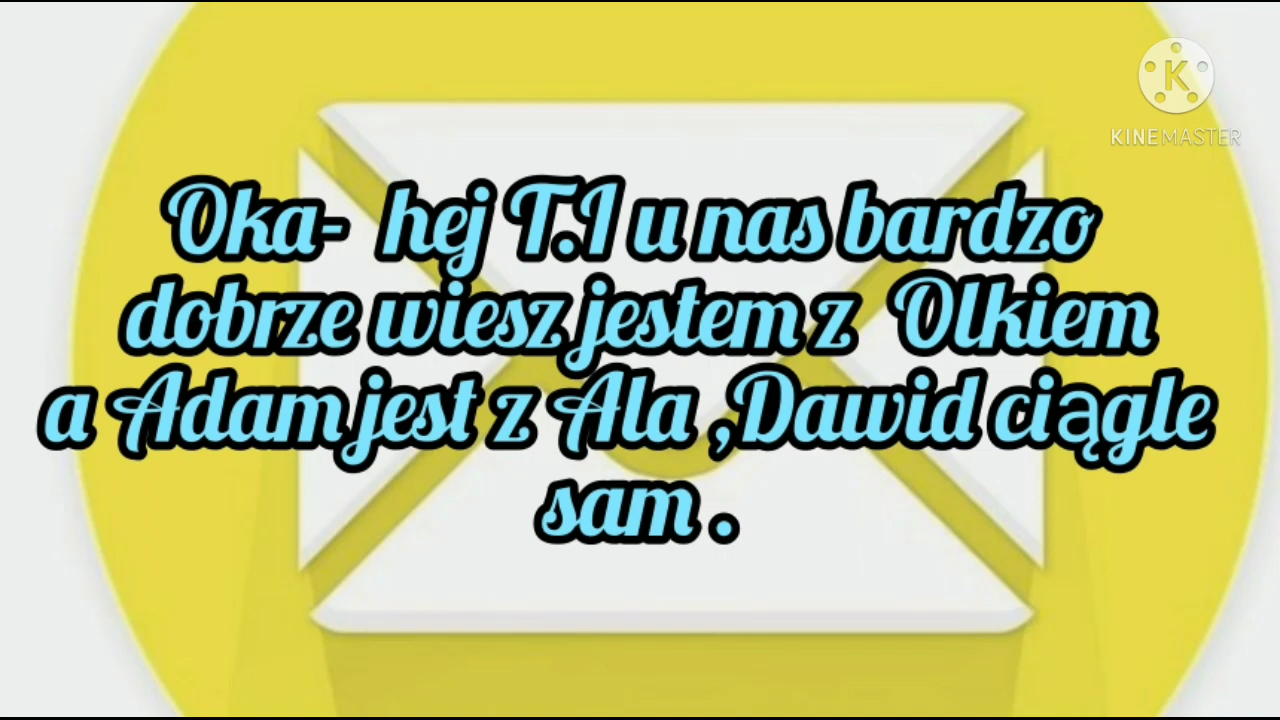 KINEMASTER
Oka- hej T.I u nas bardzo
dobrze wiesz jestem z Olkiem
a Adam jest z Ala ,Dawid ciągle
sam .